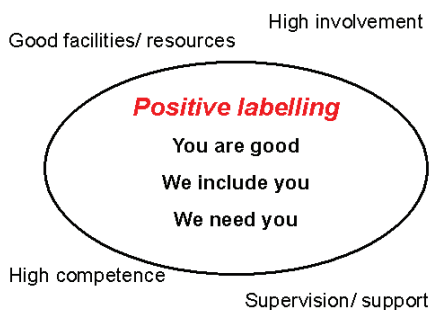 High involvement
Good facilities/ resources
Positive labelling
You are good
We include you
We need you
High competence
Supervision/ support